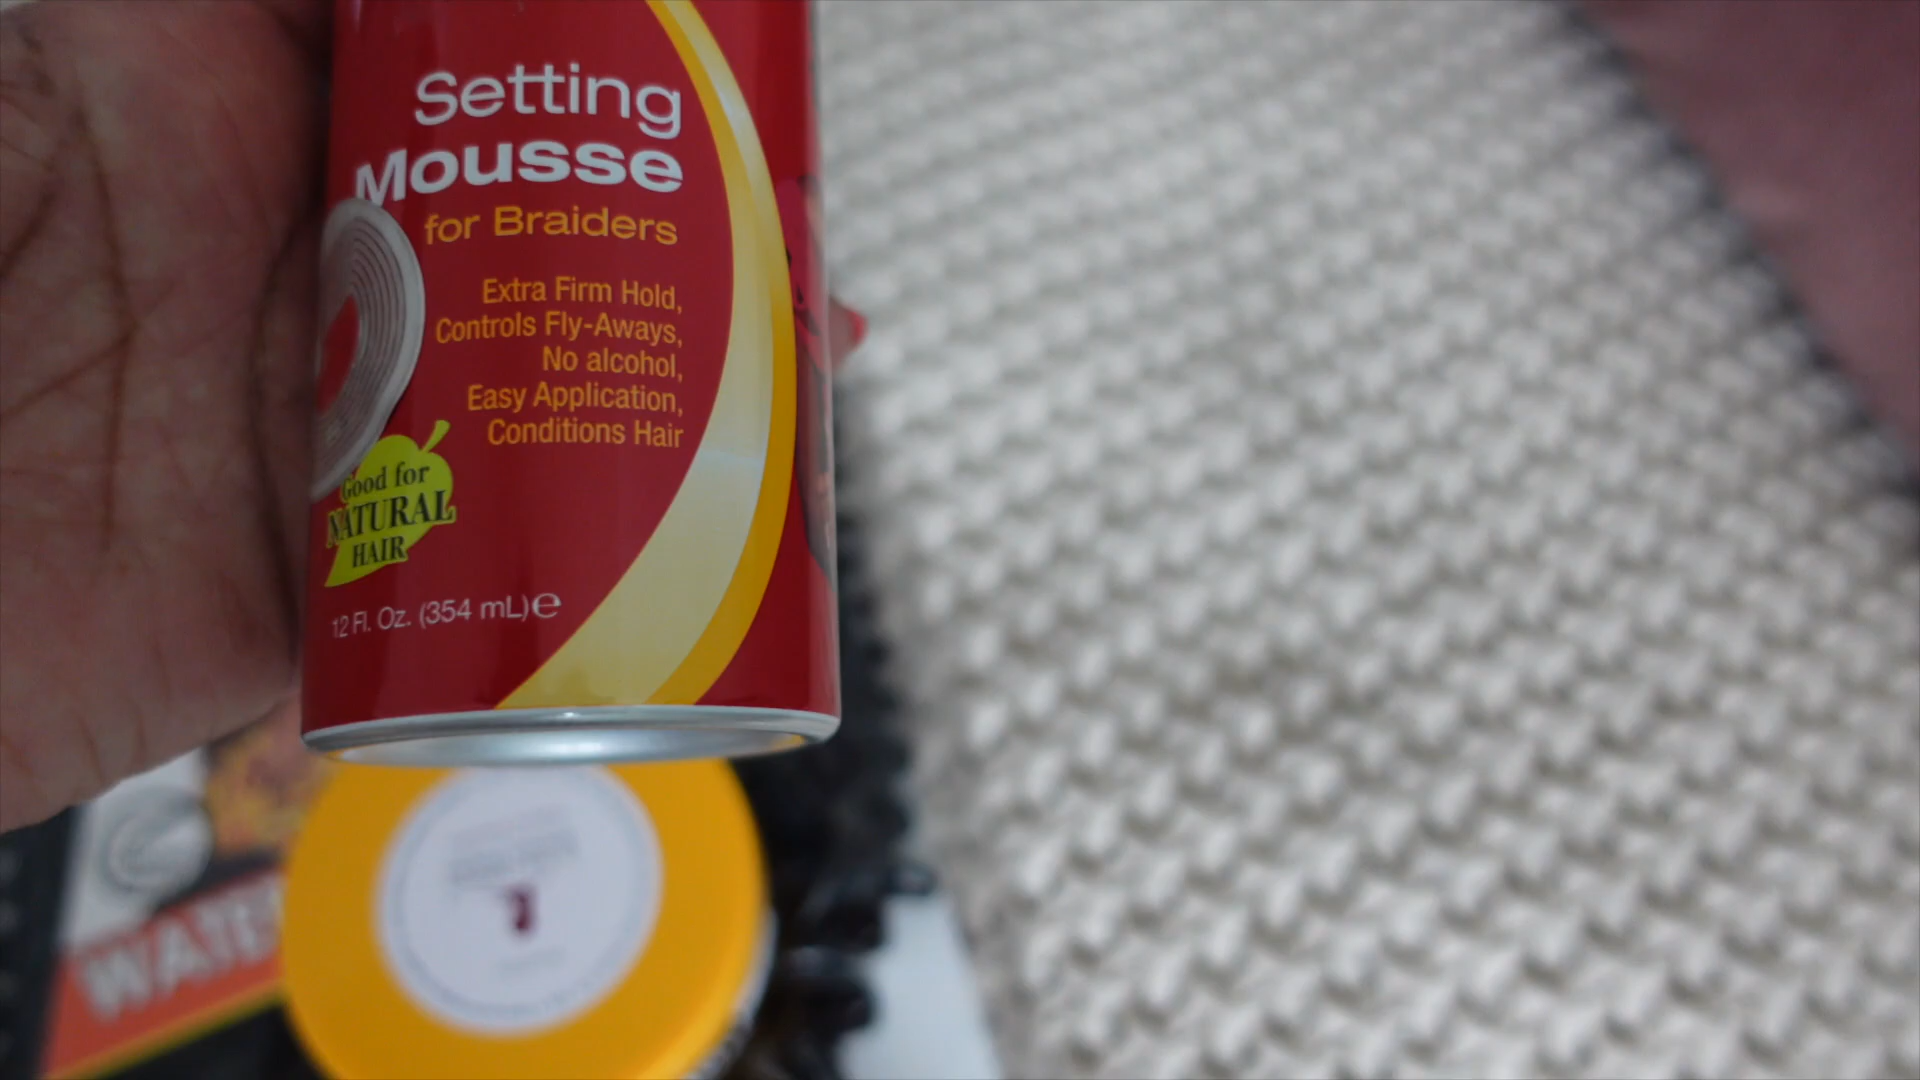 Setting
Mousse
for Braiders
Extra Firm Hold,
Controls Fly-Aways,
No alcohol,
Easy Application,
Conditions Hair
Good for
NATURAL
HAIR
12 Fl. Oz. (354 mL)℮